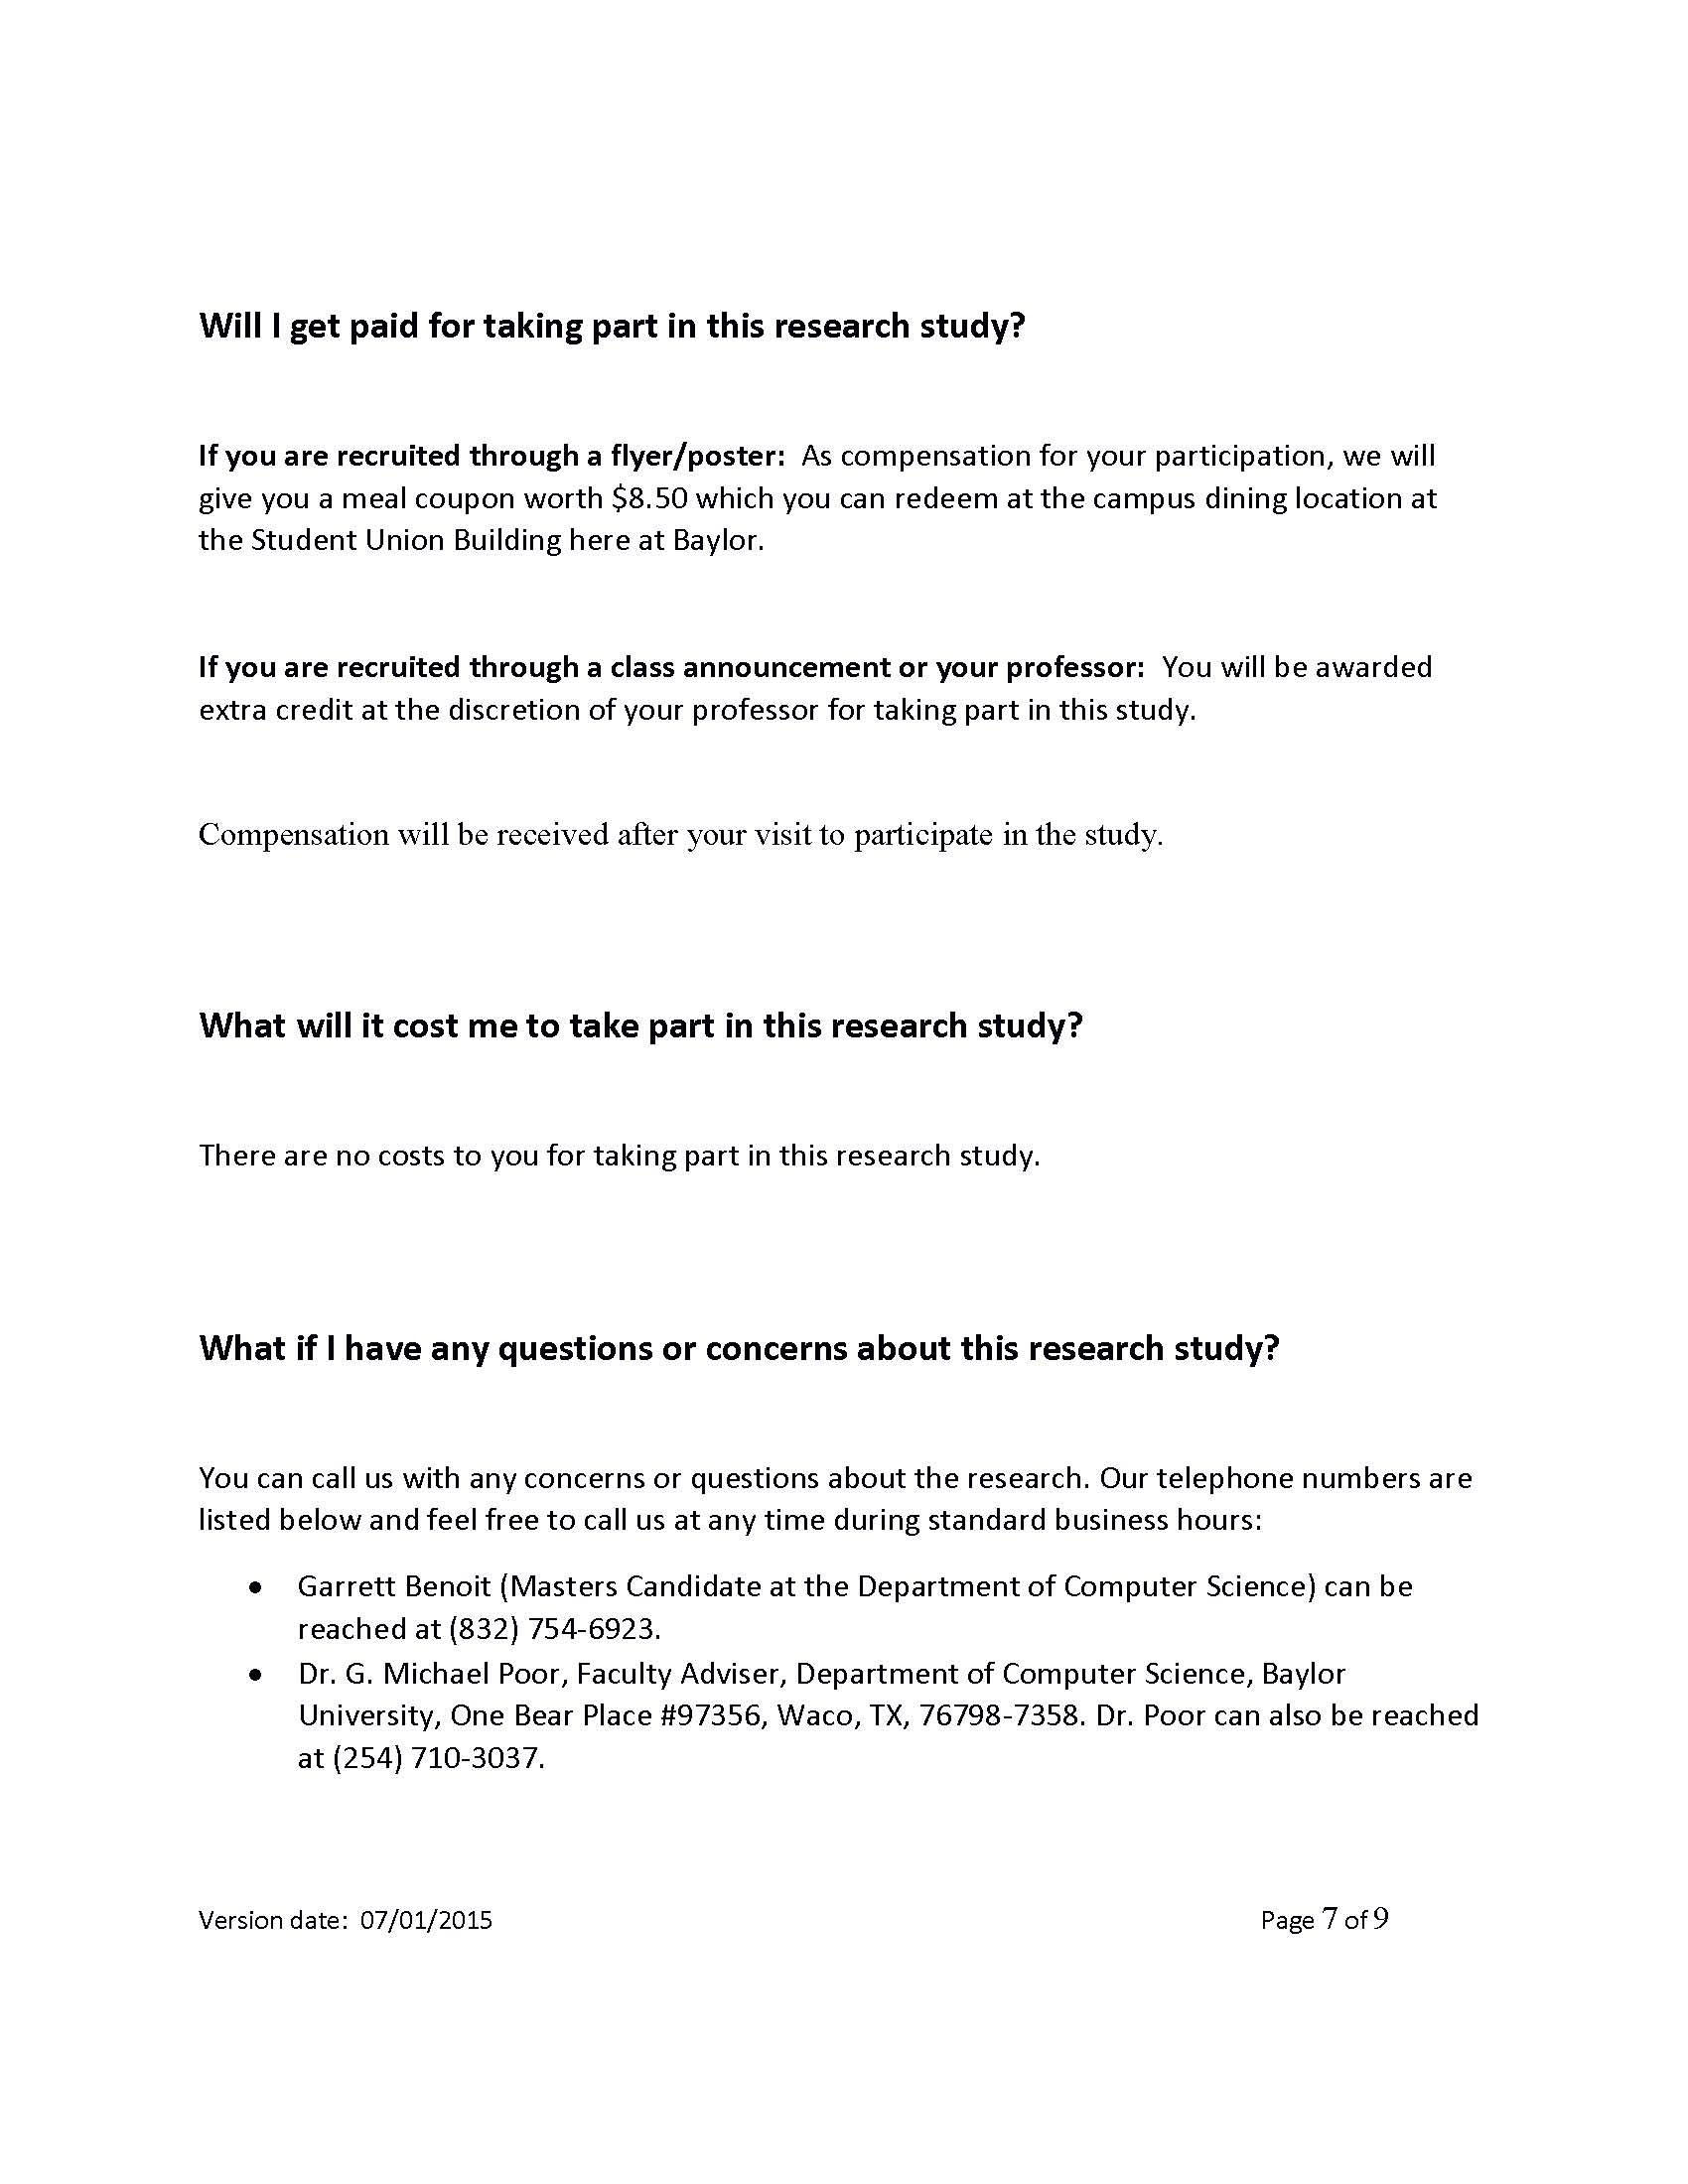 Will I get paid for taking part in this research study?
If you are recruited through a flyer/poster:  As compensation for your participation, we will
give you a meal coupon worth $8.50 which you can redeem at the campus dining location at
the Student Union Building here at Baylor.
If you are recruited through a class announcement or your professor:  You will be awarded
extra credit at the discretion of your professor for taking part in this study.
Compensation will be received after your visit to participate in the study.
What will it cost me to take part in this research study?
There are no costs to you for taking part in this research study.
What if I have any questions or concerns about this research study?
You can call us with any concerns or questions about the research. Our telephone numbers are
listed below and feel free to call us at any time during standard business hours:
• Garrett Benoit (Masters Candidate at the Department of Computer Science) can be
reached at (832) 754-6923.
• Dr. G. Michael Poor, Faculty Adviser, Department of Computer Science, Baylor
University, One Bear Place #97356, Waco, TX, 76798-7358. Dr. Poor can also be reached
at (254) 710-3037.
Version date:  07/01/2015 Page 7 of 9